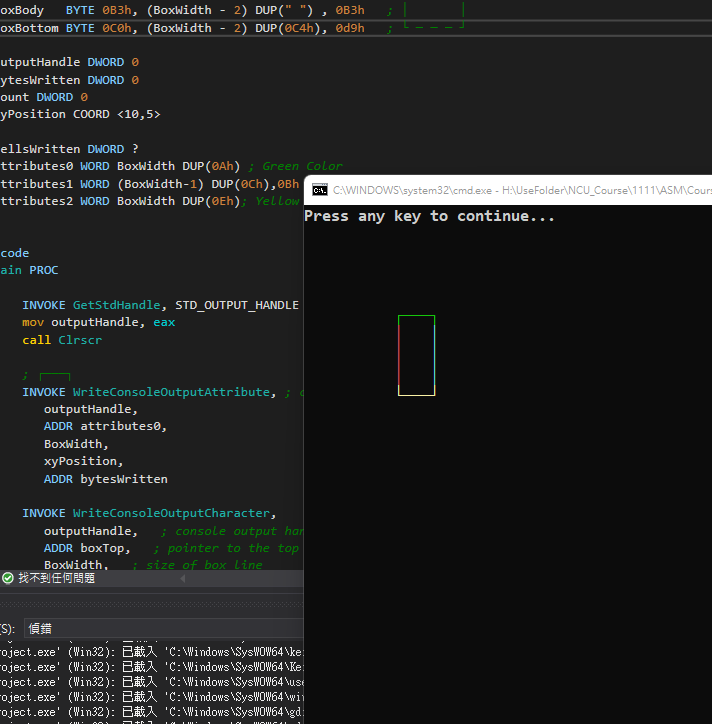 oxBody   BYTE 0B3h, (BoxWidth - 2) DUP(" ") , 0B3h   ; │       │
oxBottom BYTE 0C0h, (BoxWidth - 2) DUP(0C4h), 0d9h   ; └ ─ ─ ─ ┘
utputHandle DWORD 0
ytesWritten DWORD 0
ount DWORD 0
yPosition COORD <10,5>
ellsWritten DWORD ?
ttributes0 WORD BoxWidth DUP(0Ah) ; Green Color
ttributes1 WORD (BoxWidth-1) DUP(0Ch),0Bh
ttributes2 WORD BoxWidth DUP(0Eh); Yellow
code
ain PROC
INVOKE GetStdHandle, STD_OUTPUT_HANDLE
mov outputHandle, eax
call Clrscr
; ┌──┐
INVOKE WriteConsoleOutputAttribute, ;
outputHandle,
ADDR attributes0,
BoxWidth,
xyPosition,
ADDR bytesWritten
INVOKE WriteConsoleOutputCharacter,
outputHandle,   ; console output han
ADDR boxTop,   ; pointer to the top
BoxWidth,   ; size of box line
找不到任何問題
(S): 偵錯
roject.exe' (Win32): 已載入 'C:\Windows\SysWOW64\ke
roject.exe' (Win32): 已載入 'C:\Windows\SysWOW64\Ke
roject.exe' (Win32): 已載入 'C:\Windows\SysWOW64\use
roject.exe' (Win32): 已載入 'C:\Windows\SysWOW64\win
roject.exe' (Win32): 已載入 'C:\Windows\SysWOW64\gd
C:\WINDOWS\system32\cmd.exe - H:\UseFolder\NCU_Course\1111\ASM\Cours
Press any key to continue...